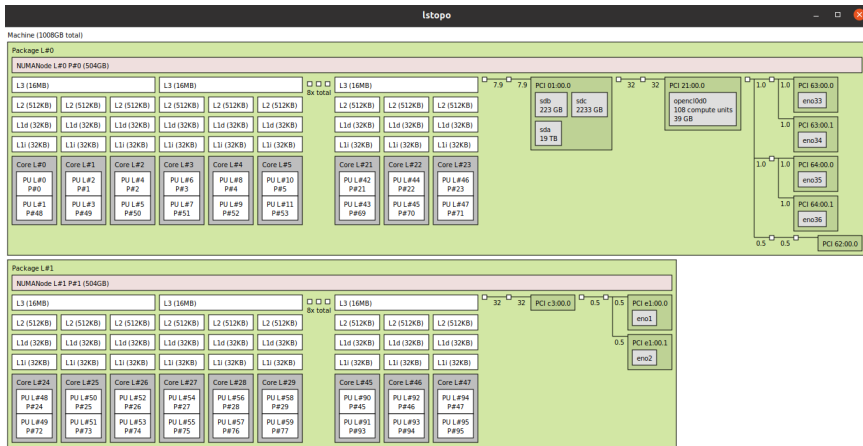 lstopo
Machine (1008GB total)
Package L#0
NUMANode L#0 P#0 (504GB)
L3 (16MB) L3 (16MB) 8x total L3 (16MB)
L2 (512KB) L2 (512KB) L2 (512KB) L2 (512KB) L2 (512KB) L2 (512KB) L2 (512KB) L2 (512KB) L2 (512KB)
L1d (32KB) L1d (32KB) L1d (32KB) L1d (32KB) L1d (32KB) L1d (32KB) L1d (32KB) L1d (32KB) L1d (32KB)
L1i (32KB) L1i (32KB) L1i (32KB) L1i (32KB) L1i (32KB) L1i (32KB) L1i (32KB) L1i (32KB) L1i (32KB)
Core L#0 Core L#1 Core L#2 Core L#3 Core L#4 Core L#5 Core L#21 Core L#22 Core L#23
PU L#0 PU L#2 PU L#4 PU L#6 PU L#8 PU L#10 PU L#42 PU L#44 PU L#46
P#0 P#1 P#2 P#3 P#4 P#5 P#21 P#22 P#23
PU L#1 PU L#3 PU L#5 PU L#7 PU L#9 PU L#11 PU L#43 PU L#45 PU L#47
P#48 P#49 P#50 P#51 P#52 P#53 P#69 P#70 P#71
7.9 7.9 PCI 01:00.0
sdb sdc
223 GB 2233 GB
sda
19 TB
32 32 PCI 21:00.0
opencl0d0
108 compute units
39 GB
1.0 1.0 PCI 63:00.0
eno33
1.0 PCI 63:00.1
eno34
1.0 1.0 PCI 64:00.0
eno35
1.0 PCI 64:00.1
eno36
0.5 0.5 PCI 62:00.0
Package L#1
NUMANode L#1 P#1 (504GB)
L3 (16MB) L3 (16MB) 8x total L3 (16MB)
L2 (512KB) L2 (512KB) L2 (512KB) L2 (512KB) L2 (512KB) L2 (512KB) L2 (512KB) L2 (512KB) L2 (512KB)
L1d (32KB) L1d (32KB) L1d (32KB) L1d (32KB) L1d (32KB) L1d (32KB) L1d (32KB) L1d (32KB) L1d (32KB)
L1i (32KB) L1i (32KB) L1i (32KB) L1i (32KB) L1i (32KB) L1i (32KB) L1i (32KB) L1i (32KB) L1i (32KB)
Core L#24 Core L#25 Core L#26 Core L#27 Core L#28 Core L#29 Core L#45 Core L#46 Core L#47
PU L#48 PU L#50 PU L#52 PU L#54 PU L#56 PU L#58 PU L#90 PU L#92 PU L#94
P#24 P#25 P#26 P#27 P#28 P#29 P#45 P#46 P#47
PU L#49 PU L#51 PU L#53 PU L#55 PU L#57 PU L#59 PU L#91 PU L#93 PU L#95
P#72 P#73 P#74 P#75 P#76 P#77 P#93 P#94 P#95
32 32 PCI c3:00.0
0.5 0.5 PCI e1:00.0
eno1
0.5 PCI e1:00.1
eno2